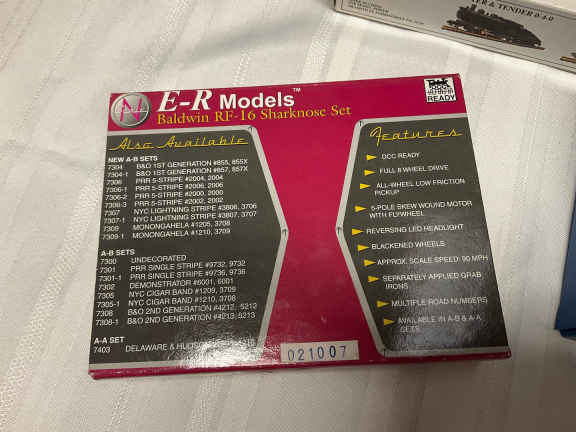 & TENDER 0-4-0
N
E-R Models™
Baldwin RF-16 Sharknose Set
DCC
READY
Also Available
NEW A-B SETS
7304 B&O 1ST GENERATION #855, 855X
7304-1 B&O 1ST GENERATION #857, 857X
7306 PRR 5-STRIPE #2004, 2004
7306-1 PRR 5-STRIPE #2006, 2006
7306-2 PRR 5-STRIPE #2000, 2000
7306-3 PRR 5-STRIPE #2002, 2002
7307 NYC LIGHTNING STRIPE #3806, 3706
7307-1 NYC LIGHTNING STRIPE #3807, 3707
7309 MONONGAHELA #1205, 3708
7309-1 MONONGAHELA #1210, 3709
A-B SETS
7300 UNDECORATED
7301 PRR SINGLE STRIPE #9732, 9732
7301-1 PRR SINGLE STRIPE #9736, 9736
7302 DEMONSTRATOR #6001, 6001
7305 NYC CIGAR BAND #1209, 3709
7305-1 NYC CIGAR BAND #1210, 3708
7308 B&O 2ND GENERATION #4212, 5212
7308-1 B&O 2ND GENERATION #4213, 5213
A-A SET
7403 DELAWARE &
021007
Features
DCC READY
FULL 8 WHEEL DRIVE
ALL-WHEEL LOW FRICTION
PICKUP
5-POLE SKEW WOUND MOTOR
WITH FLYWHEEL
REVERSING LED HEADLIGHT
BLACKENED WHEELS
APPROX. SCALE SPEED: 90 MPH
SEPARATELY APPLIED GRAB
IRONS
MULTIPLE ROAD NUMBERS
AVAILABLE IN A-B & A-A
SETS